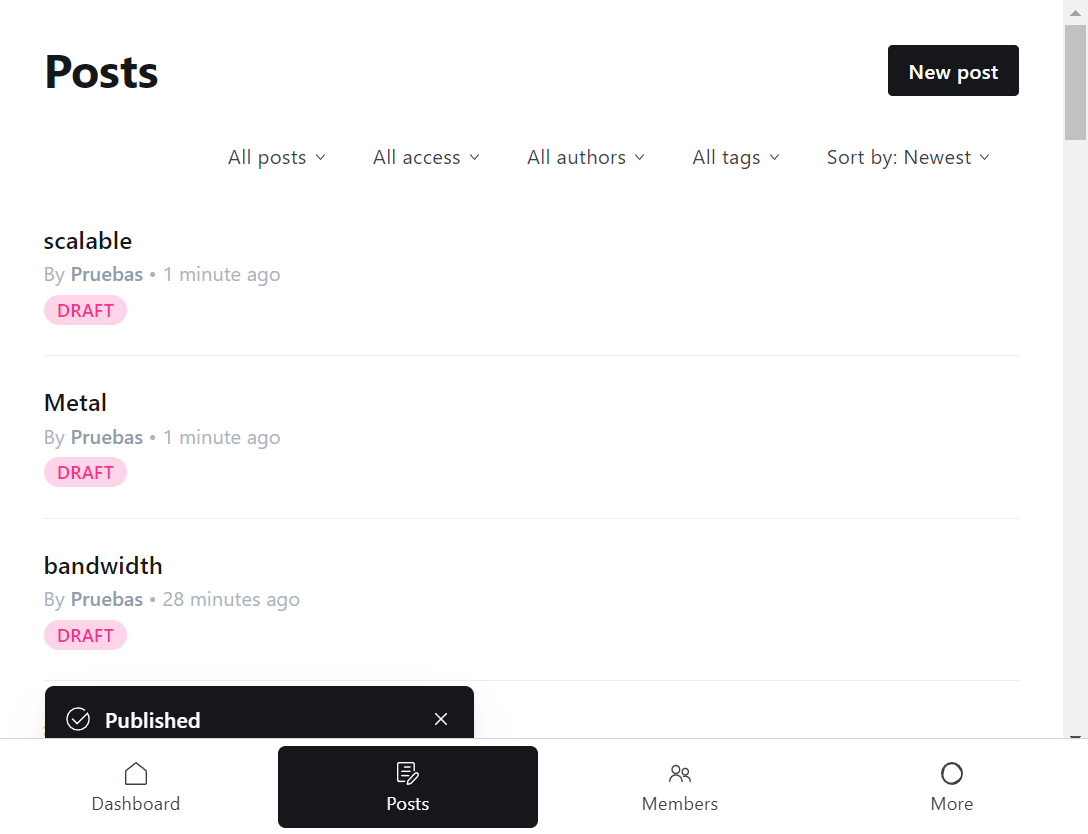 Posts
New post
All posts
All access
All authors
All tags
Sort by: Newest
scalable
By Pruebas • 1 minute ago
DRAFT
Metal
By Pruebas • 1 minute ago
DRAFT
bandwidth
By Pruebas • 28 minutes ago
DRAFT
Published
Dashboard
Posts
Members
More